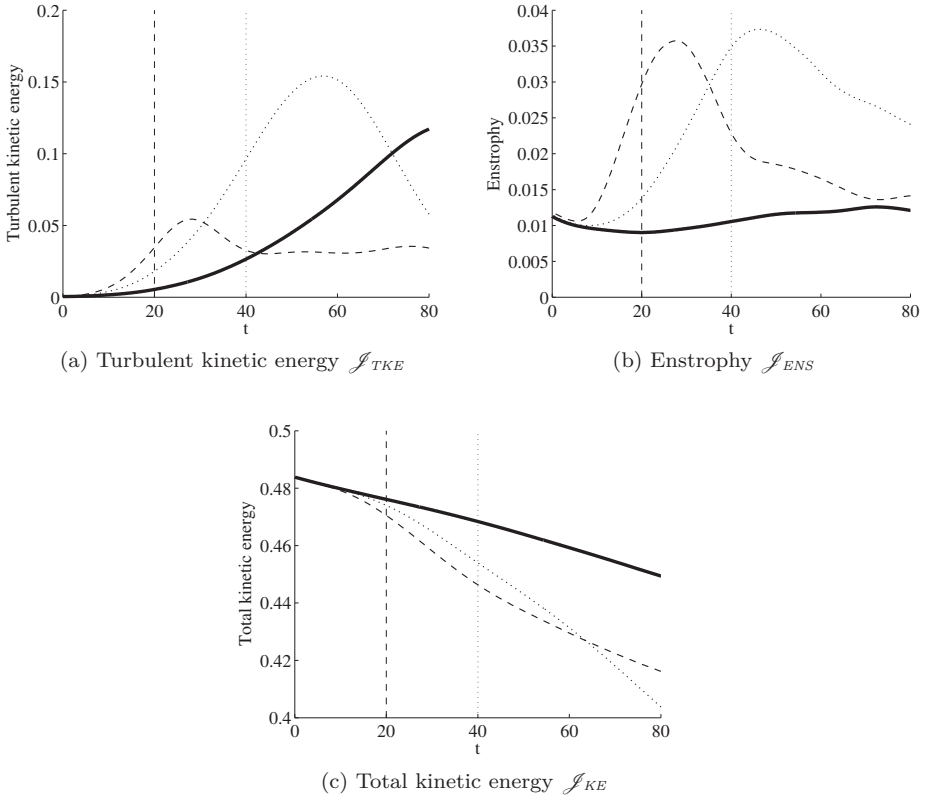 0.2
0.15
0.1
0.05
0
Turbulent kinetic energy
0 20 40 60 80
t
(a) Turbulent kinetic energy 𝒥TKE
0.04
0.035
0.03
0.025
0.02
0.015
0.01
0.005
0
Enstrophy
0 20 40 60 80
t
(b) Enstrophy 𝒥ENS
0.5
0.48
0.46
0.44
0.42
0.4
Total kinetic energy
0 20 40 60 80
t
(c) Total kinetic energy 𝒥KE